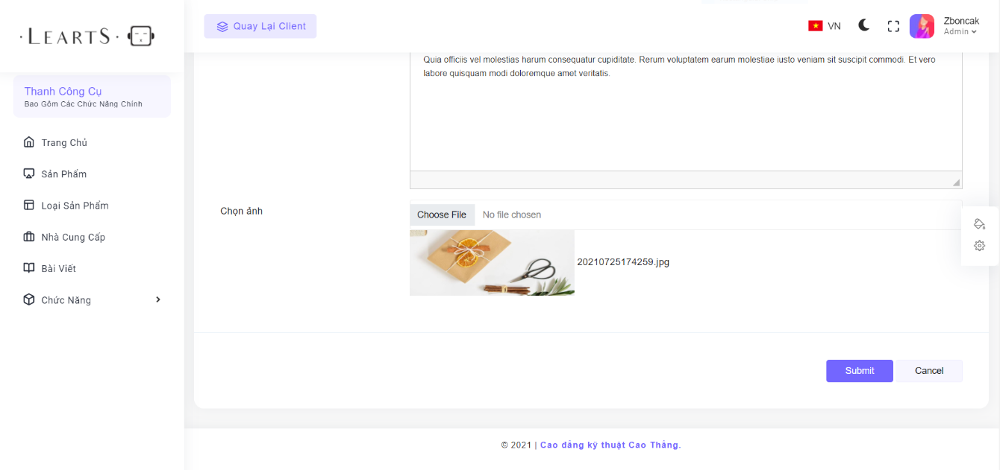 · LEARTS ·
Quay Lại Client
VN
Zboncak
Admin
Thanh Công Cụ
Bao Gồm Các Chức Năng Chính
Trang Chủ
Sản Phẩm
Loại Sản Phẩm
Nhà Cung Cấp
Bài Viết
Chức Năng
Quia officiis vel molestias harum consequatur cupiditate. Rerum voluptatem earum molestiae iusto veniam sit suscipit commodi. Et vero
labore quisquam modi doloremque amet veritatis.
Chọn ảnh
Choose File No file chosen
20210725174259.jpg
Submit
Cancel
© 2021 | Cao đẳng kỹ thuật Cao Thắng.